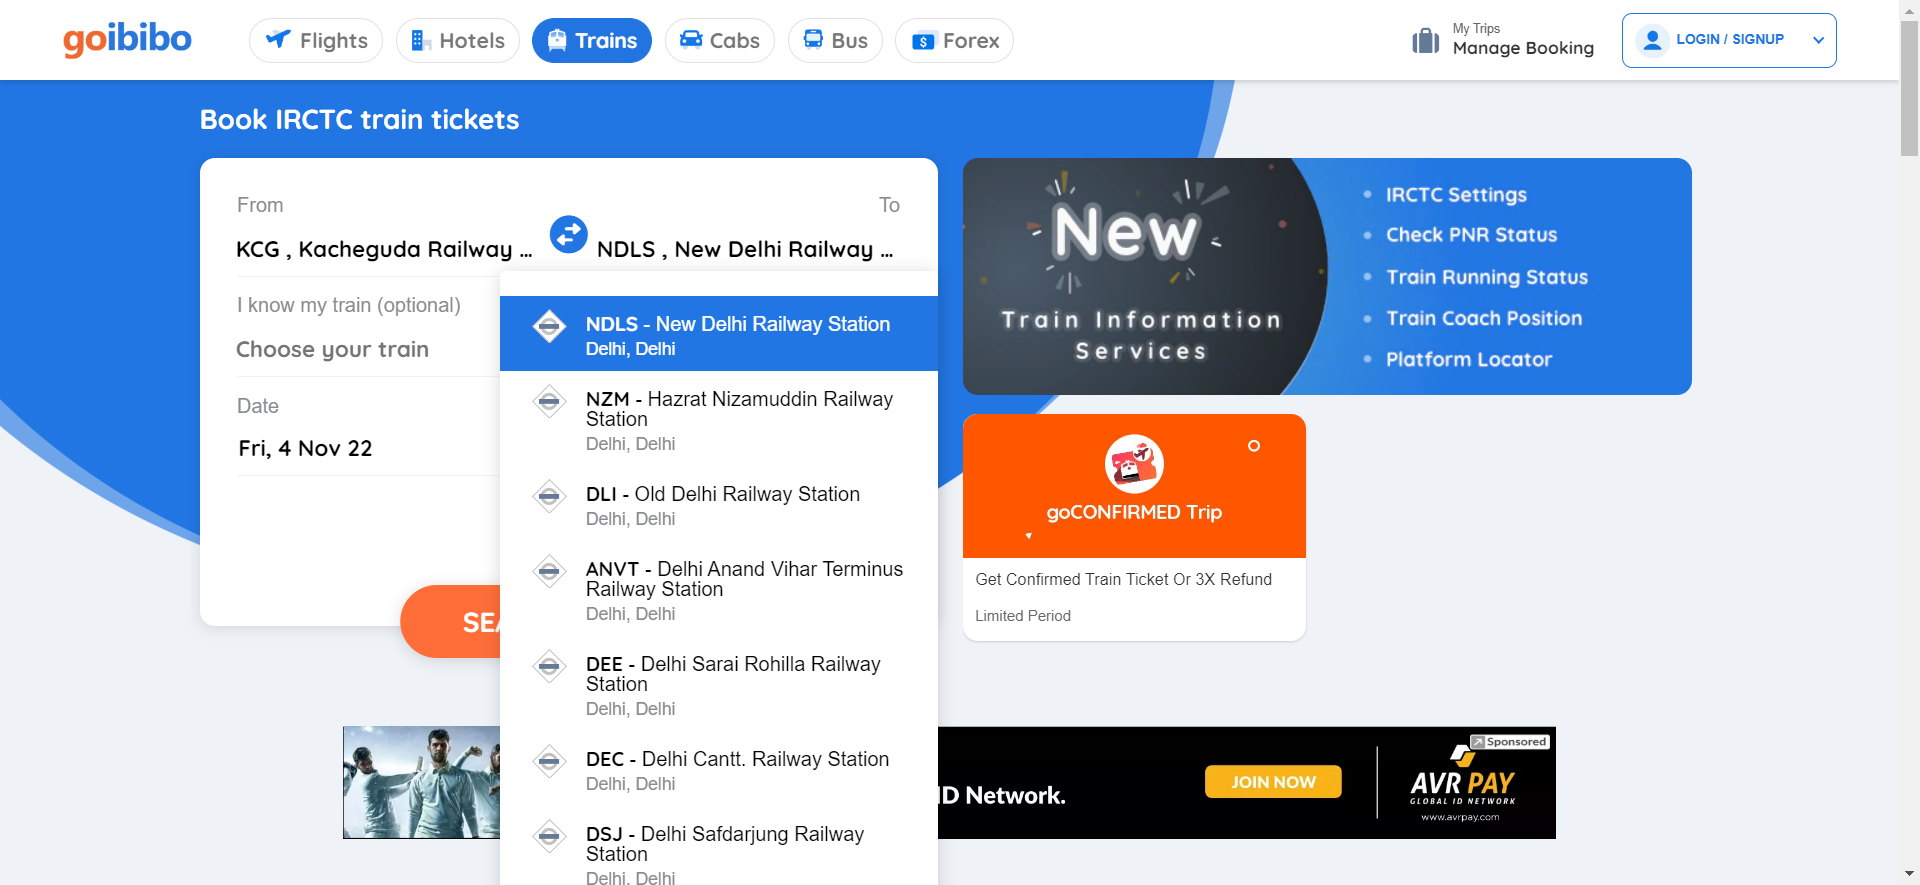 goibibo
Flights
Hotels
Trains
Cabs
Bus
Forex
My Trips
Manage Booking
LOGIN / SIGNUP
Book IRCTC train tickets
From
To
KCG , Kacheguda Railway ...
NDLS , New Delhi Railway ...
I know my train (optional)
Choose your train
Date
Fri, 4 Nov 22
NDLS - New Delhi Railway Station
Delhi, Delhi
NZM - Hazrat Nizamuddin Railway
Station
Delhi, Delhi
DLI - Old Delhi Railway Station
Delhi, Delhi
ANVT - Delhi Anand Vihar Terminus
Railway Station
Delhi, Delhi
DEE - Delhi Sarai Rohilla Railway
Station
Delhi, Delhi
DEC - Delhi Cantt. Railway Station
Delhi, Delhi
DSJ - Delhi Safdarjung Railway
Station
Delhi, Delhi
New
Train Information
Services
IRCTC Settings
Check PNR Status
Train Running Status
Train Coach Position
Platform Locator
goCONFIRMED Trip
Get Confirmed Train Ticket Or 3X Refund
Limited Period
ID Network.
JOIN NOW
Sponsored
AVR PAY
GLOBAL ID NETWORK
www.avrpay.com